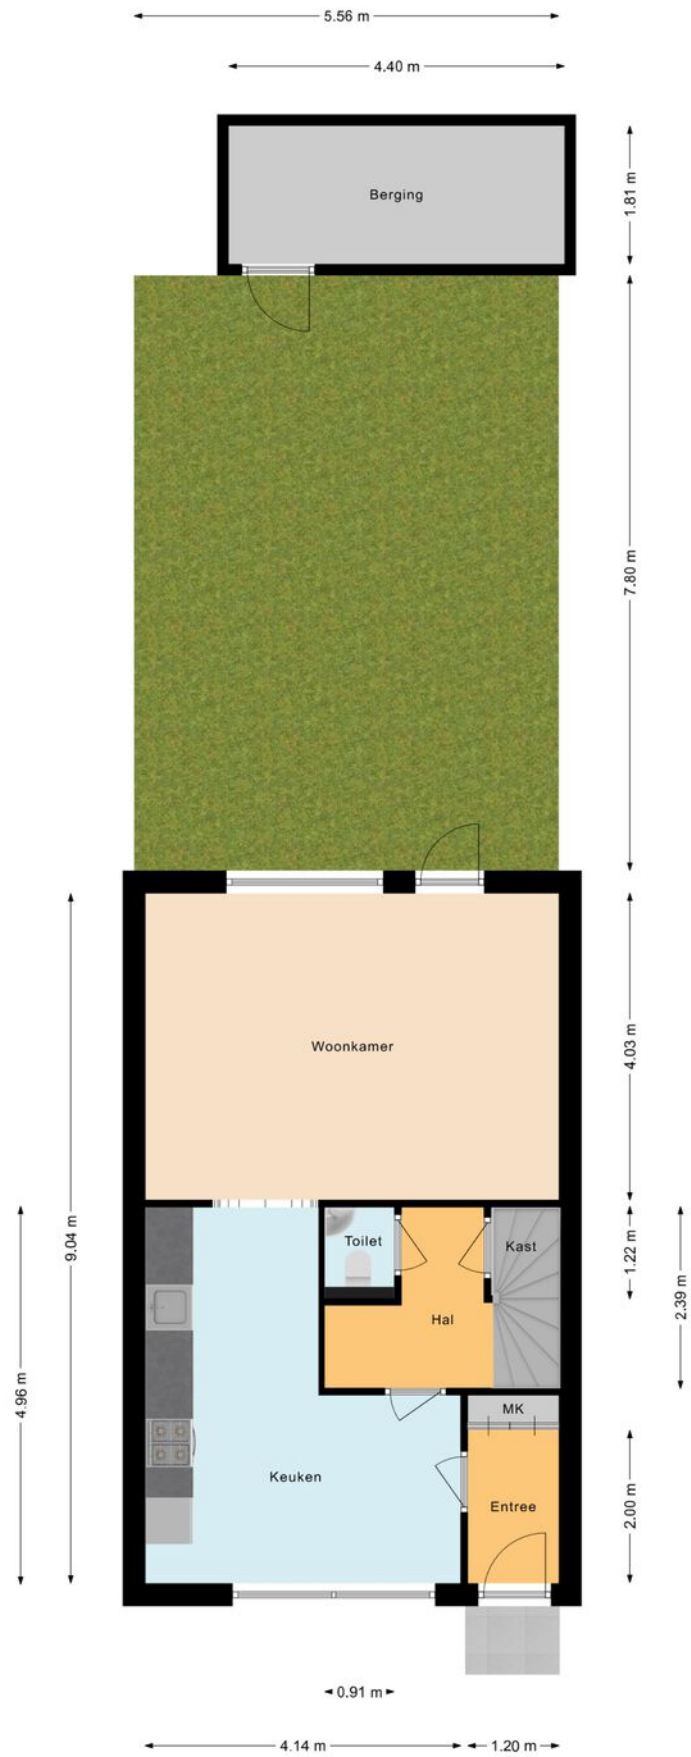 5.56 m
4.40 m
Berging
1.81 m
7.80 m
Woonkamer
4.03 m
9.04 m
Toilet
Kast
1.22 m
2.39 m
Hal
4.96 m
MK
Keuken
Entree
2.00 m
0.91 m
4.14 m
1.20 m